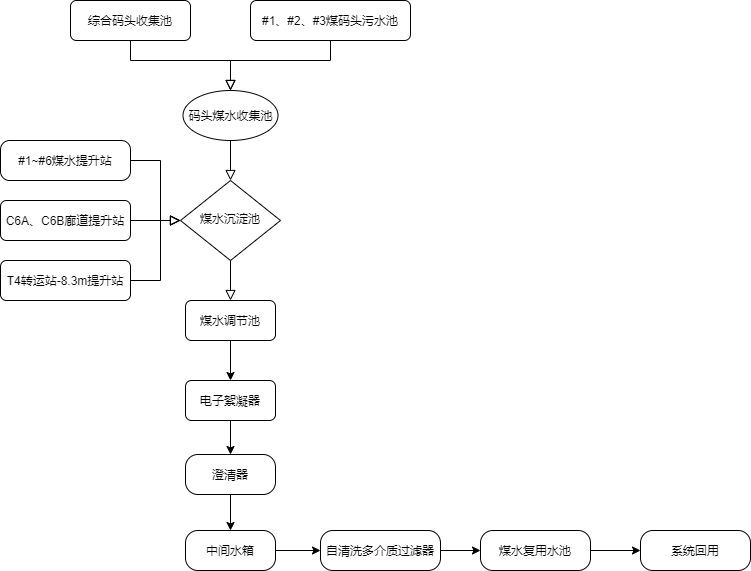 综合码头收集池
#1、#2、#3煤码头污水池
码头煤水收集池
#1~#6煤水提升站
C6A、C6B廊道提升站
煤水沉淀池
T4转运站-8.3m提升站
煤水调节池
电子絮凝器
澄清器
中间水箱
自清洗多介质过滤器
煤水复用水池
系统回用